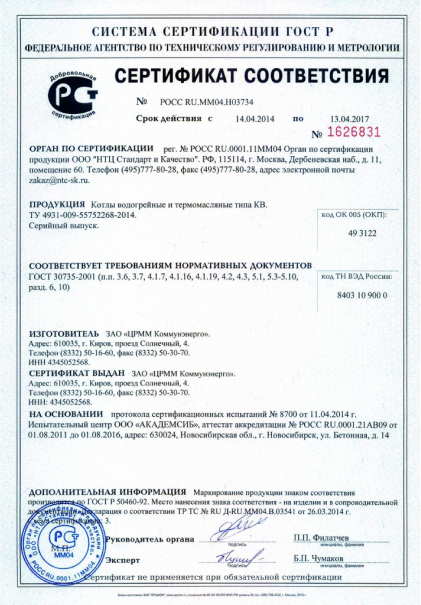 СИСТЕМА СЕРТИФИКАЦИИ ГОСТ Р
ФЕДЕРАЛЬНОЕ АГЕНТСТВО ПО ТЕХНИЧЕСКОМУ РЕГУЛИРОВАНИЮ И МЕТРОЛОГИИ
Добровольная сертификация
СЕРТИФИКАТ СООТВЕТСТВИЯ
№ РОСС RU.ММ04.Н03734
Срок действия с 14.04.2014 по 13.04.2017
№ 1626831
ОРГАН ПО СЕРТИФИКАЦИИ рег. № РОСС RU.0001.11ММ04 Орган по сертификации
продукции ООО "НТЦ Стандарт и Качество". РФ, 115114, г. Москва, Дербеневская наб., д. 11,
помещение 60. Телефон (495)777-80-28, факс (495)777-80-28, адрес электронной почты
zakaz@ntc-sk.ru.
ПРОДУКЦИЯ Котлы водогрейные и термомасляные типа КВ.
ТУ 4931-009-55752268-2014.
Серийный выпуск.
код ОК 005 (ОКП):
49 3122
СООТВЕТСТВУЕТ ТРЕБОВАНИЯМ НОРМАТИВНЫХ ДОКУМЕНТОВ
ГОСТ 30735-2001 (п.п. 3.6, 3.7, 4.1.7, 4.1.16, 4.1.19, 4.2, 4.3, 5.1, 5.3-5.10,
разд. 6, 10)
код ТН ВЭД России:
8403 10 900 0
ИЗГОТОВИТЕЛЬ ЗАО «ЦРММ Коммунэнерго».
Адрес: 610035, г. Киров, проезд Солнечный, 4.
Телефон (8332) 50-16-60, факс (8332) 50-30-70.
ИНН: 4345052568.
СЕРТИФИКАТ ВЫДАН ЗАО «ЦРММ Коммунэнерго».
Адрес: 610035, г. Киров, проезд Солнечный, 4.
Телефон (8332) 50-16-60, факс (8332) 50-30-70.
ИНН: 4345052568.
НА ОСНОВАНИИ протокола сертификационных испытаний № 8700 от 11.04.2014 г.
Испытательный центр ООО «АКАДЕМСИБ», аттестат аккредитации № РОСС RU.0001.21АВ09 от
01.08.2011 до 01.08.2016, адрес: 630024, Новосибирская обл., г. Новосибирск, ул. Бетонная, д. 14
ДОПОЛНИТЕЛЬНАЯ ИНФОРМАЦИЯ Маркирование продукции знаком соответствия
производится по ГОСТ Р 50460-92. Место нанесения знака соответствия - на изделии и в сопроводительной
документации. Декларация о соответствии ТР ТС № RU Д-RU.ММ04.В.03541 от 26.03.2014 г.
3.
Руководитель органа
подпись
П.П. Филатчев
инициалы, фамилия
М.П.
ММ04
РОСС RU.0001.11ММ04
Эксперт
подпись
Б.П. Чумаков
инициалы, фамилия
Сертификат не применяется при обязательной сертификации